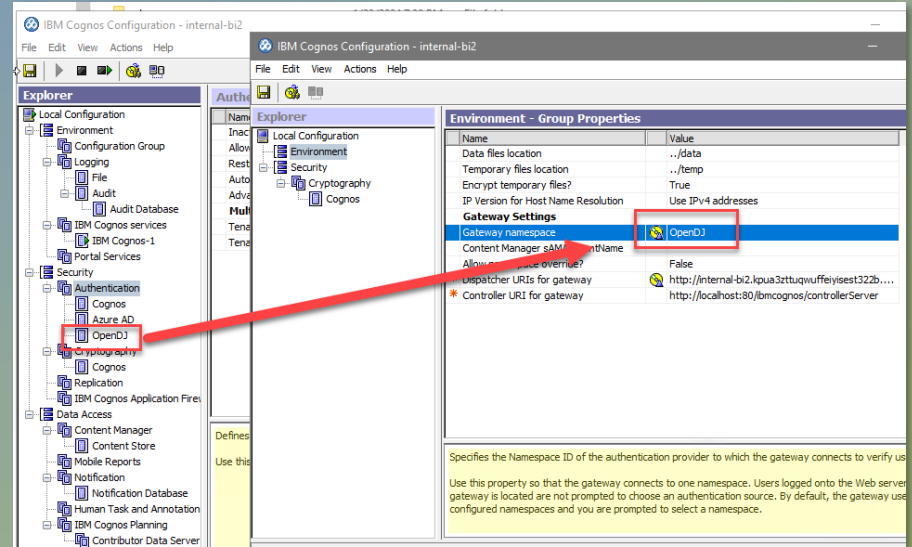 IBM Cognos Configuration - internal-bi2
File Edit View Actions Help
Explorer
Local Configuration
Environment
Configuration Group
Logging
File
Audit
Audit Database
IBM Cognos services
IBM Cognos-1
Portal Services
Security
Authentication
Cognos
Azure AD
OpenDJ
Cryptography
Cognos
Replication
IBM Cognos Application Firew
Data Access
Content Manager
Content Store
Mobile Reports
Notification
Notification Database
Human Task and Annotation
IBM Cognos Planning
Contributor Data Server
Authe
Name
Inac
Allow
Rest
Auto
Adva
Mul
Tena
Tena
Defines
Use this
IBM Cognos Configuration - internal-bi2
File Edit View Actions Help
Explorer
Local Configuration
Environment
Security
Cryptography
Cognos
Environment - Group Properties
Name Value
Data files location ../data
Temporary files location ../temp
Encrypt temporary files? True
IP Version for Host Name Resolution Use IPv4 addresses
Gateway Settings
Gateway namespace OpenDJ
Content Manager sAMA ntName
Allow na pace override? False
Dispatcher URIs for gateway http://internal-bi2.kpua3zttuqwuffeiyisest322b....
* Controller URI for gateway http://localhost:80/ibmcognos/controllerServer
Specifies the Namespace ID of the authentication provider to which the gateway connects to verify us
Use this property so that the gateway connects to one namespace. Users logged onto the Web server
gateway is located are not prompted to choose an authentication source. By default, the gateway use
configured namespaces and you are prompted to select a namespace.